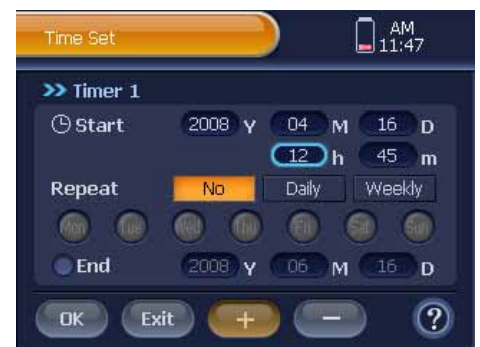 Time Set
AM
11:47
>> Timer 1
Start 2008 Y 04 M 16 D
12 h 45 m
Repeat No Daily Weekly
Mon Tue Wed Thu Fri Sat Sun
End 2008 Y 06 M 16 D
OK Exit + − ?